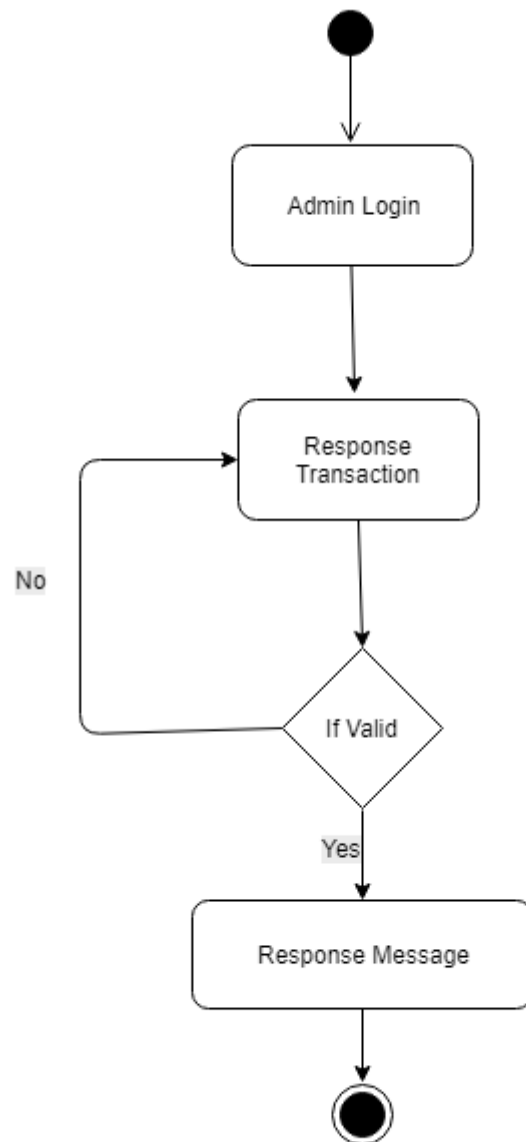 Admin Login
Response
Transaction
No
If Valid
Yes
Response Message